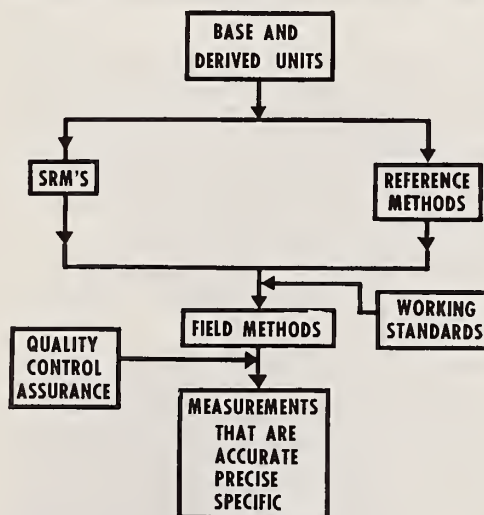 BASE AND
DERIVED UNITS
SRM'S
REFERENCE
METHODS
FIELD METHODS
WORKING
STANDARDS
QUALITY
CONTROL
ASSURANCE
MEASUREMENTS
THAT ARE
ACCURATE
PRECISE
SPECIFIC